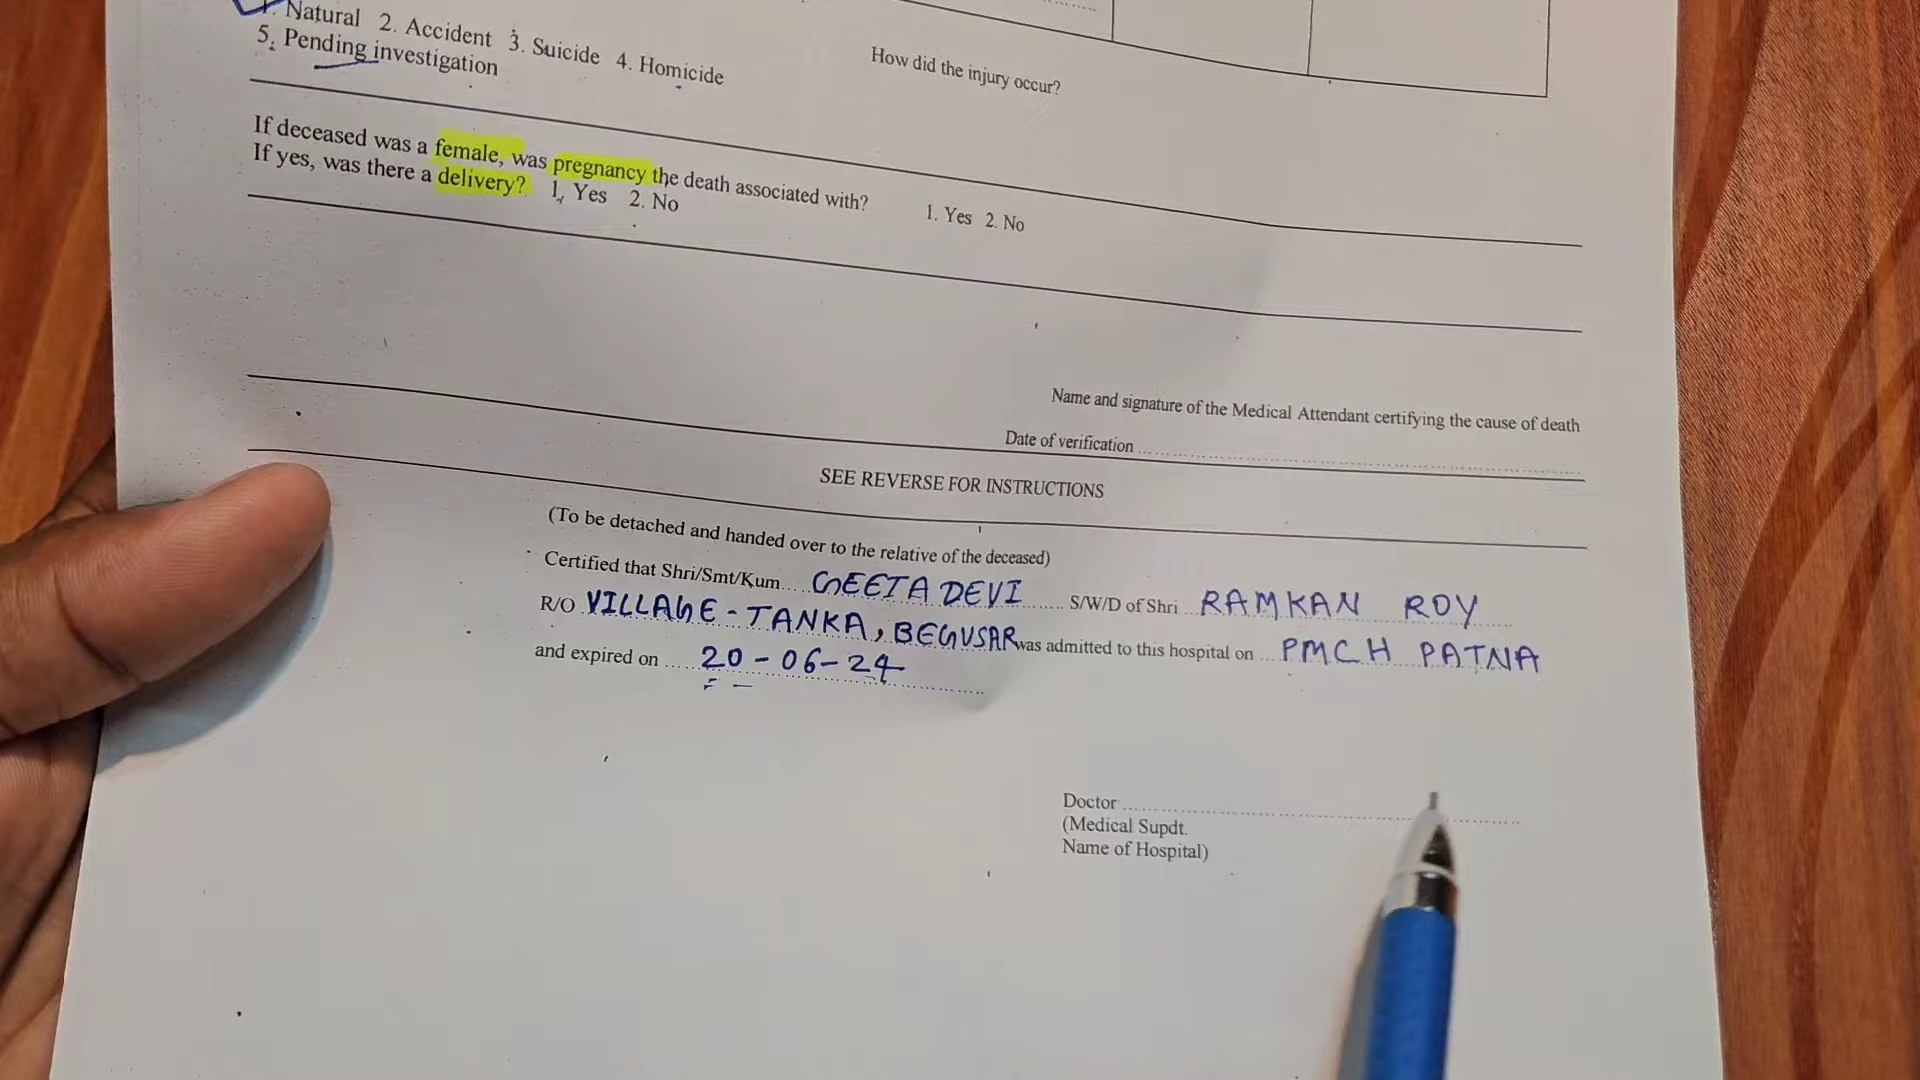 1. Natural 2. Accident 3. Suicide 4. Homicide
5. Pending investigation
How did the injury occur?
If deceased was a female, was pregnancy the death associated with? 1. Yes 2. No
If yes, was there a delivery? 1. Yes 2. No
Name and signature of the Medical Attendant certifying the cause of death
Date of verification
SEE REVERSE FOR INSTRUCTIONS
(To be detached and handed over to the relative of the deceased)
Certified that Shri/Smt/Kum GEETA DEVI S/W/D of Shri RAMKAN ROY
R/O VILLAGE - TANKA, BEGUSAR was admitted to this hospital on PMCH PATNA
and expired on 20-06-24
Doctor
(Medical Supdt.
Name of Hospital)